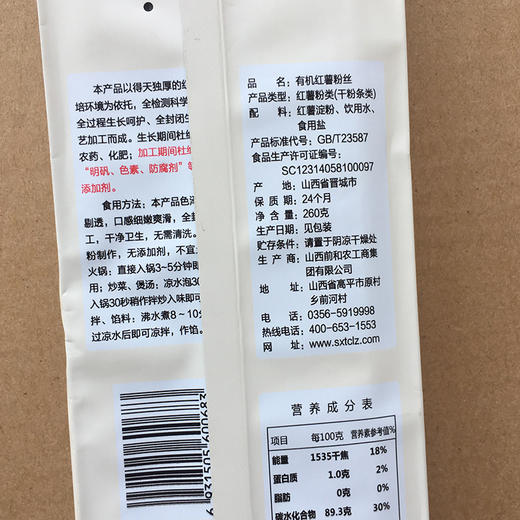 本产品以得天独厚的
培环境为依托，全检测科学
全过程生长呵护、全封闭生
艺加工而成。生长期间杜绝
农药、化肥；加工期间杜绝
“明矾、色素、防腐剂”等
添加剂。
食用方法：本产品色泽
剔透，口感细嫩爽滑，全封
工，干净卫生，无需清洗。
粉制作，无添加剂，不宜
火锅：直接入锅3~5分钟即
用；炒菜、煲汤：凉水泡30
入锅30秒稍作拌炒入味即可
拌、馅料：沸水煮8~10分
过凉水后即可凉拌，作馅。
品名：有机红薯粉丝
产品类型：红薯粉类(干粉条类)
配料：红薯淀粉、饮用水、
食用盐
产品标准代号：GB/T23587
食品生产许可证编号：
SC12314058100097
产地：山西省晋城市
保质期：24个月
净含量：260克
生产日期：见包装
贮存条件：请置于阴凉干燥处
生产商：山西前和农工商集
团有限公司
地址：山西省高平市原村
乡前河村
电话：0356-5919998
热线电话：400-653-1553
网址：www.sxtclz.com
营养成分表
项目 每100克 营养素参考值%
能量 1535千焦 18%
蛋白质 1.0克 2%
脂肪 0克 0%
碳水化合物 89.3克 30%